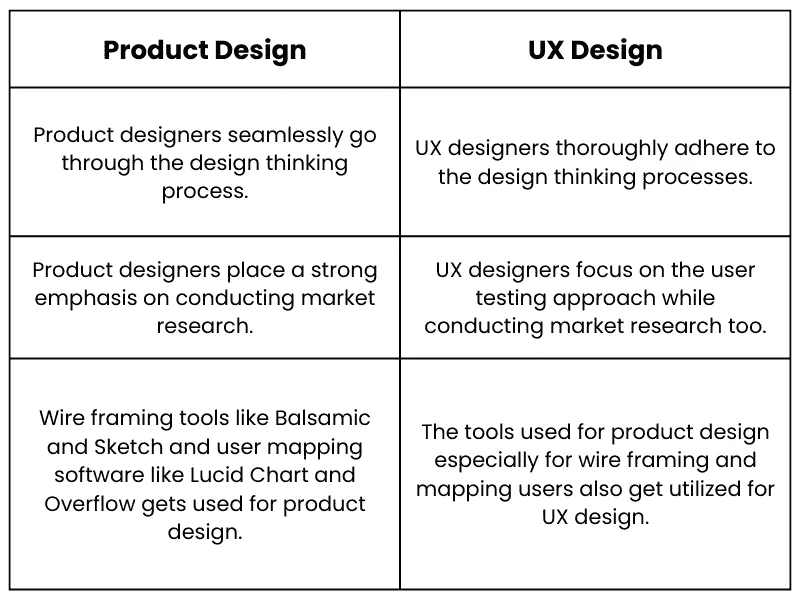 Product Design
UX Design
Product designers seamlessly go
through the design thinking
process.
UX designers thoroughly adhere to
the design thinking processes.
Product designers place a strong
emphasis on conducting market
research.
UX designers focus on the user
testing approach while
conducting market research too.
Wire framing tools like Balsamic
and Sketch and user mapping
software like Lucid Chart and
Overflow gets used for product
design.
The tools used for product design
especially for wire framing and
mapping users also get utilized for
UX design.